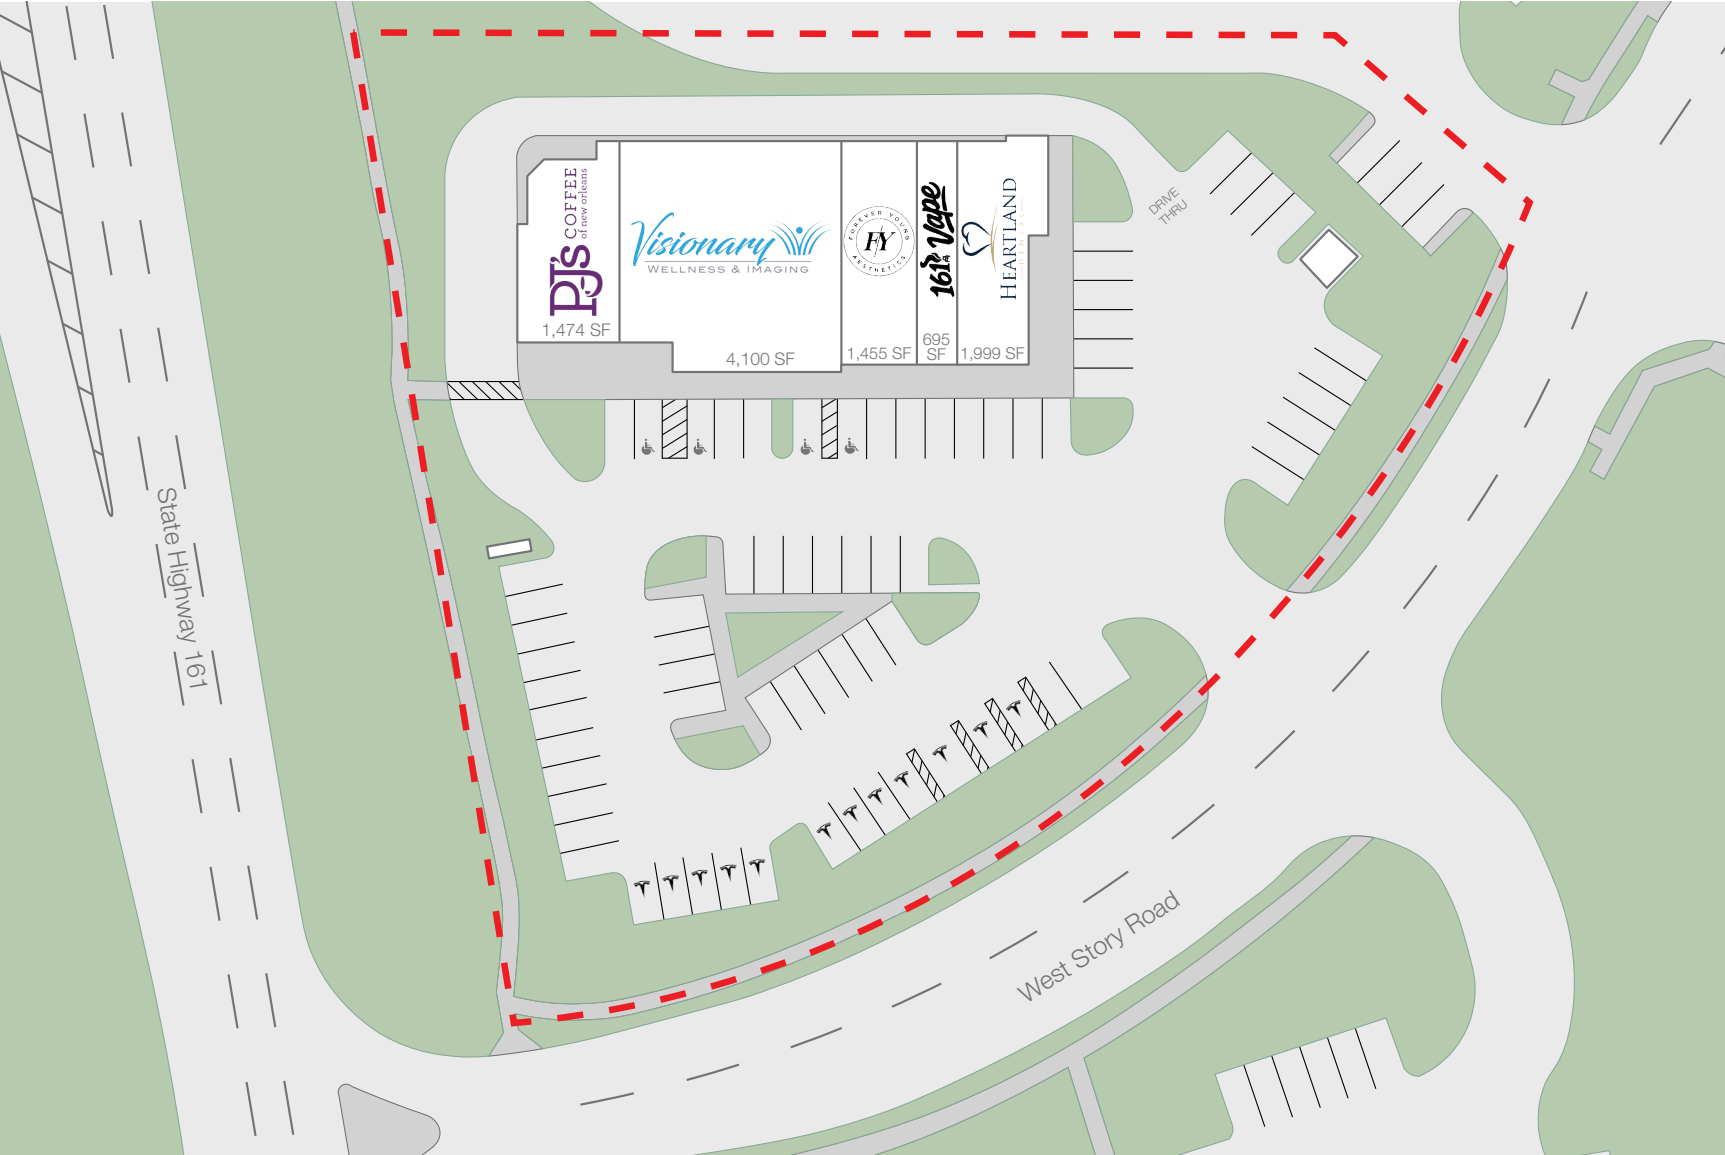 PJ's
COFFEE
of new orleans
1,474 SF
Visionary
WELLNESS & IMAGING
4,100 SF
FOREVER YOUNG
FY
AESTHETICS
1,455 SF
161 Vape
695
SF
HEARTLAND
1,999 SF
DRIVE
THRU
State Highway 161
West Story Road